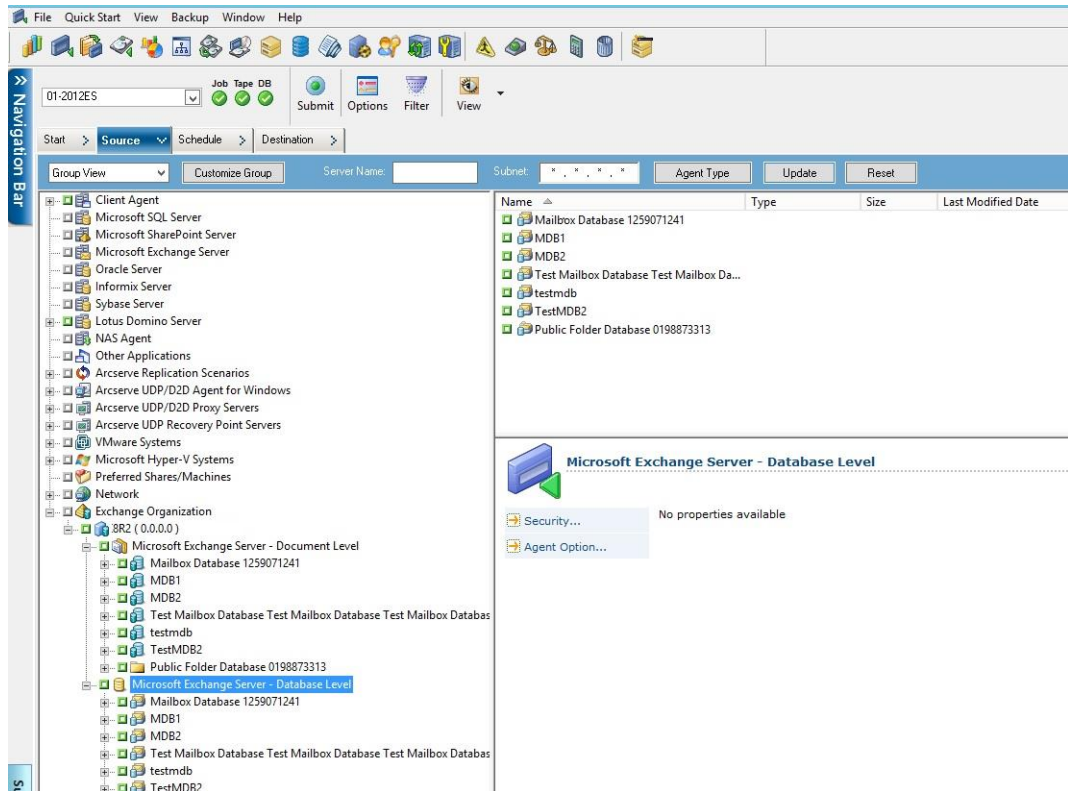 File Quick Start View Backup Window Help
Job Tape DB
01-2012ES
Submit Options Filter View
Navigation Bar
Start > Source Schedule > Destination >
Group View Customize Group Server Name: Subnet: * . * . * . * Agent Type Update Reset
Client Agent
Microsoft SQL Server
Microsoft SharePoint Server
Microsoft Exchange Server
Oracle Server
Informix Server
Sybase Server
Lotus Domino Server
NAS Agent
Other Applications
Arcserve Replication Scenarios
Arcserve UDP/D2D Agent for Windows
Arcserve UDP/D2D Proxy Servers
Arcserve UDP Recovery Point Servers
VMware Systems
Microsoft Hyper-V Systems
Preferred Shares/Machines
Network
Exchange Organization
8R2 ( 0.0.0.0 )
Microsoft Exchange Server - Document Level
Mailbox Database 1259071241
MDB1
MDB2
Test Mailbox Database Test Mailbox Database Test Mailbox Databas
testmdb
TestMDB2
Public Folder Database 0198873313
Microsoft Exchange Server - Database Level
Mailbox Database 1259071241
MDB1
MDB2
Test Mailbox Database Test Mailbox Database Test Mailbox Databas
testmdb
TestMDB2
Name Type Size Last Modified Date
Mailbox Database 1259071241
MDB1
MDB2
Test Mailbox Database Test Mailbox Da...
testmdb
TestMDB2
Public Folder Database 0198873313
Microsoft Exchange Server - Database Level
Security...
Agent Option...
No properties available